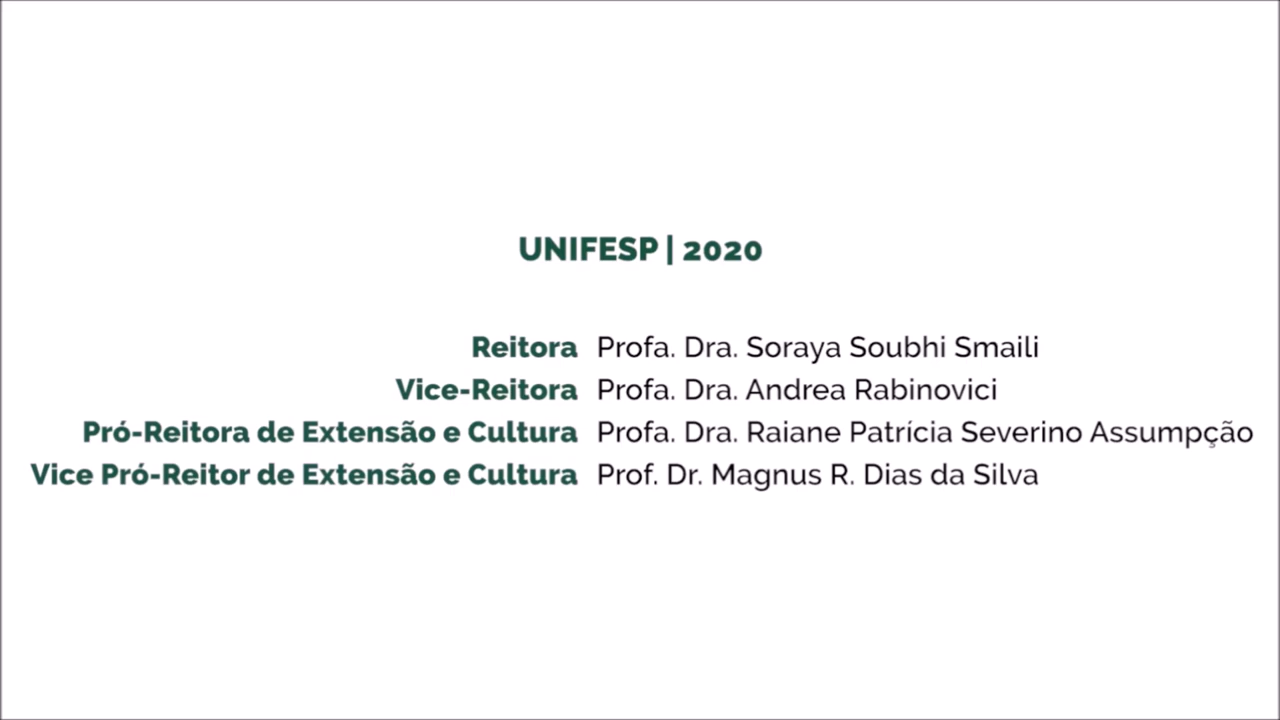 UNIFESP | 2020
Reitora Profa. Dra. Soraya Soubhi Smaili
Vice-Reitora Profa. Dra. Andrea Rabinovici
Pró-Reitora de Extensão e Cultura Profa. Dra. Raiane Patrícia Severino Assumpção
Vice Pró-Reitor de Extensão e Cultura Prof. Dr. Magnus R. Dias da Silva